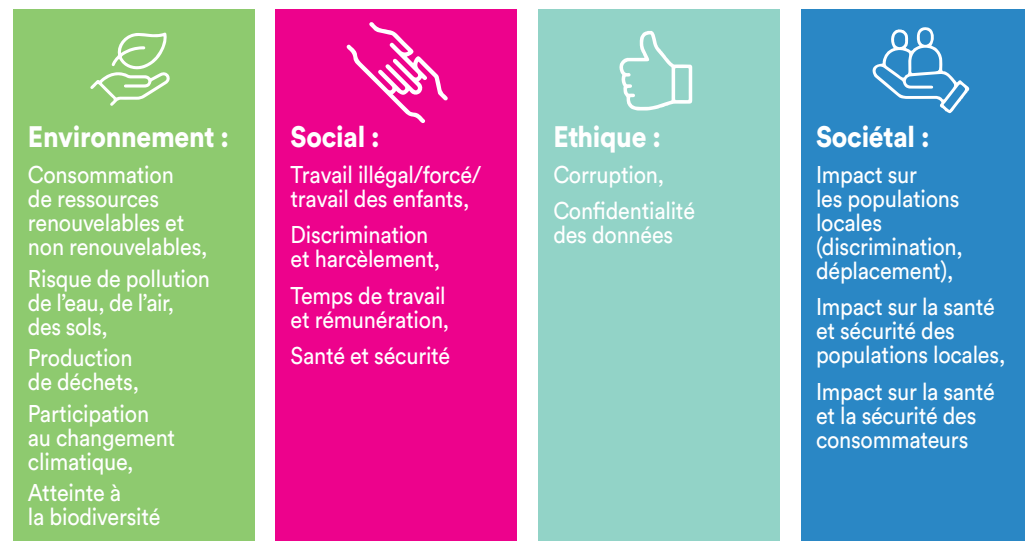 Environnement :
Consommation
de ressources
renouvelables et
non renouvelables,
Risque de pollution
de l'eau, de l'air,
des sols,
Production
de déchets,
Participation
au changement
climatique,
Atteinte à
la biodiversité
Social :
Travail illégal/forcé/
travail des enfants,
Discrimination
et harcèlement,
Temps de travail
et rémunération,
Santé et sécurité
Ethique :
Corruption,
Confidentialité
des données
Sociétal :
Impact sur
les populations
locales
(discrimination,
déplacement),
Impact sur la santé
et sécurité des
populations locales,
Impact sur la santé
et la sécurité des
consommateurs